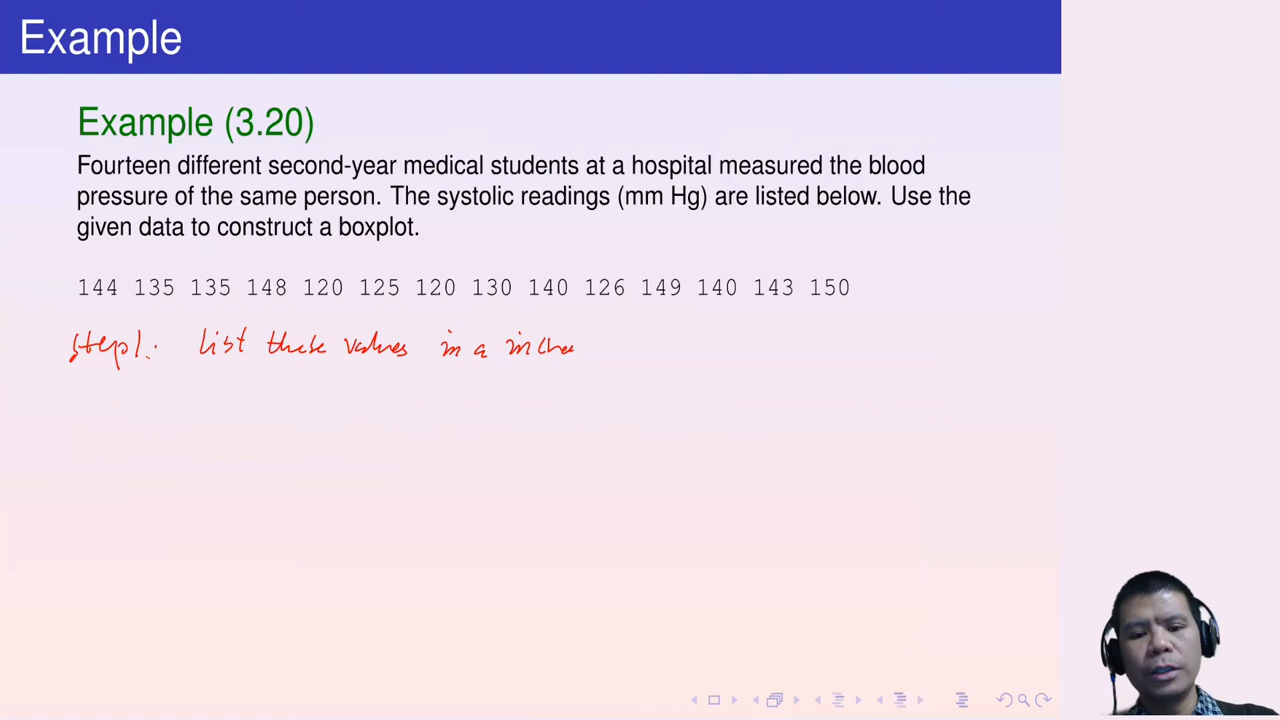 Example
Example (3.20)
Fourteen different second-year medical students at a hospital measured the blood
pressure of the same person. The systolic readings (mm Hg) are listed below. Use the
given data to construct a boxplot.
144 135 135 148 120 125 120 130 140 126 149 140 143 150
Step1: List these values in a increa